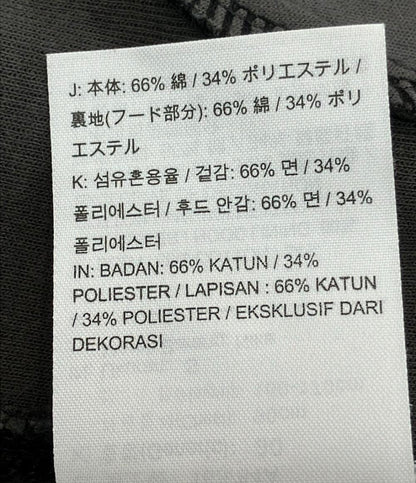 J: 本体: 66% 綿 / 34% ポリエステル /
裏地(フード部分): 66% 綿 / 34% ポリ
エステル
K: 섬유혼용율 / 겉감: 66% 면 / 34%
폴리에스터 / 후드 안감: 66% 면 / 34%
폴리에스터
IN: BADAN: 66% KATUN / 34%
POLIESTER / LAPISAN : 66% KATUN
/ 34% POLIESTER / EKSKLUSIF DARI
DEKORASI